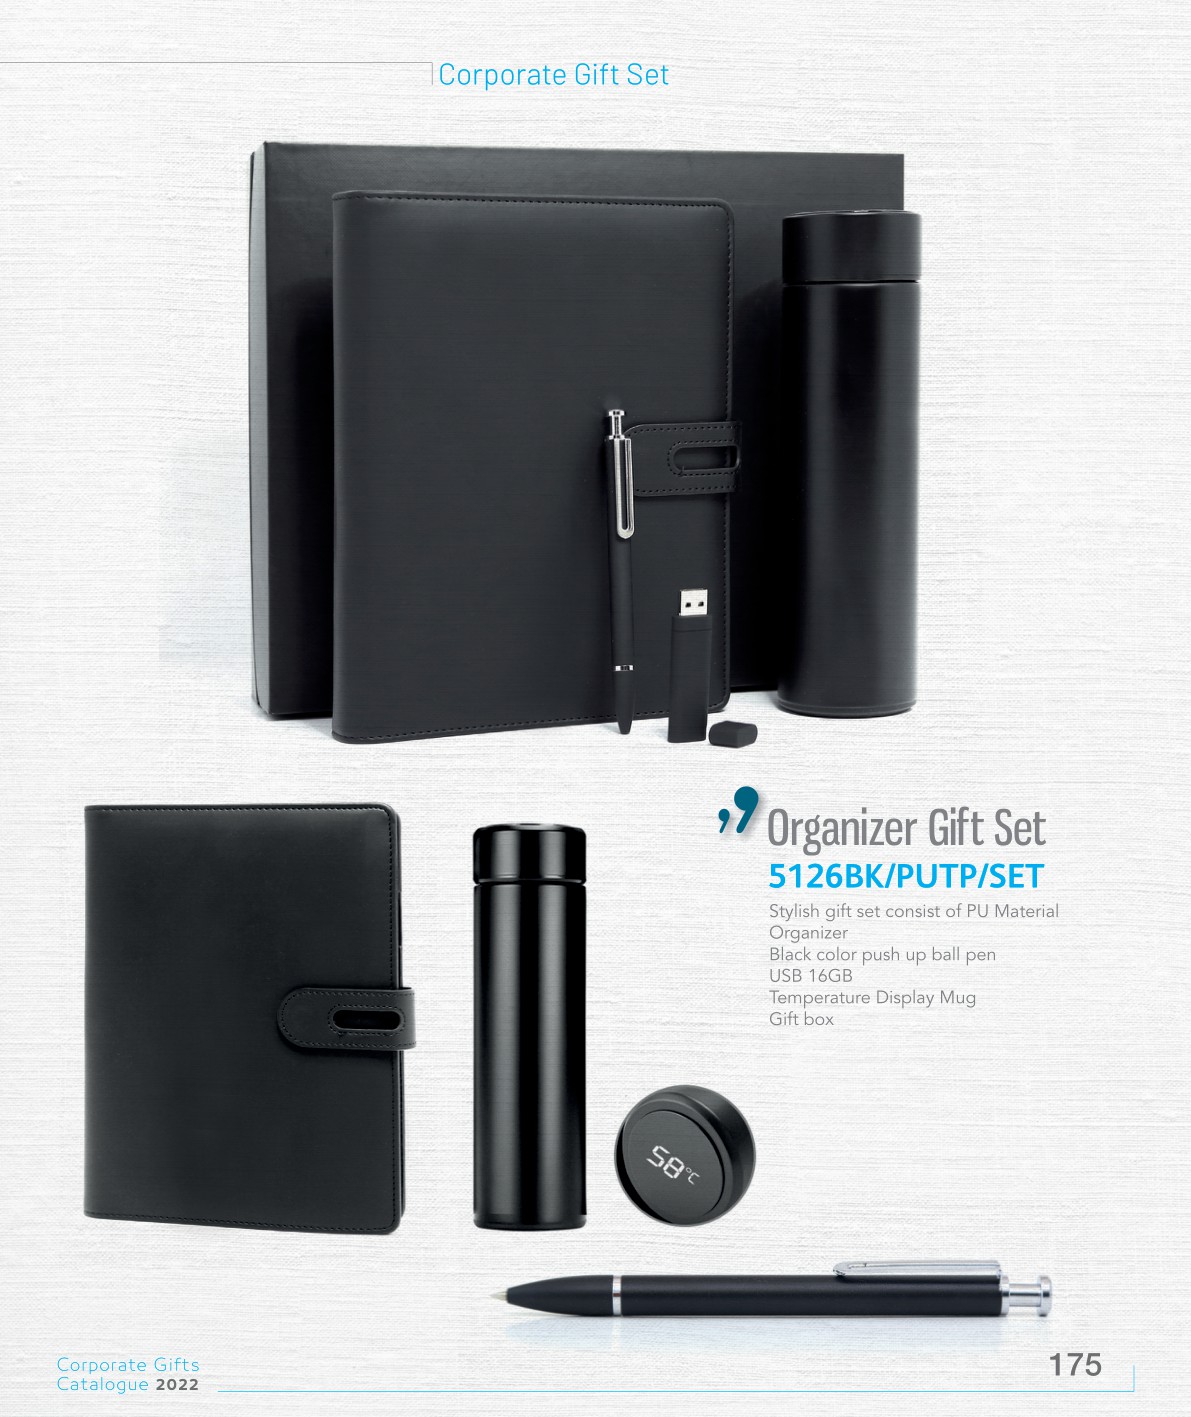 Corporate Gift Set
Organizer Gift Set
5126BK/PUTP/SET
Stylish gift set consist of PU Material
Organizer
Black color push up ball pen
USB 16GB
Temperature Display Mug
Gift box
58°C
Corporate Gifts
Catalogue 2022
175